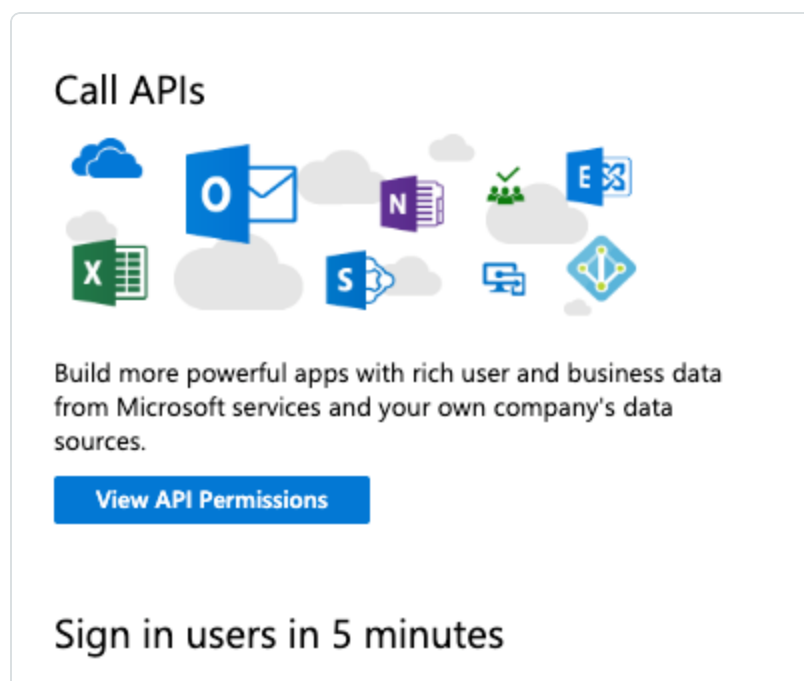 Call APIs
O
N
E
X
S
Build more powerful apps with rich user and business data
from Microsoft services and your own company's data
sources.
View API Permissions
Sign in users in 5 minutes